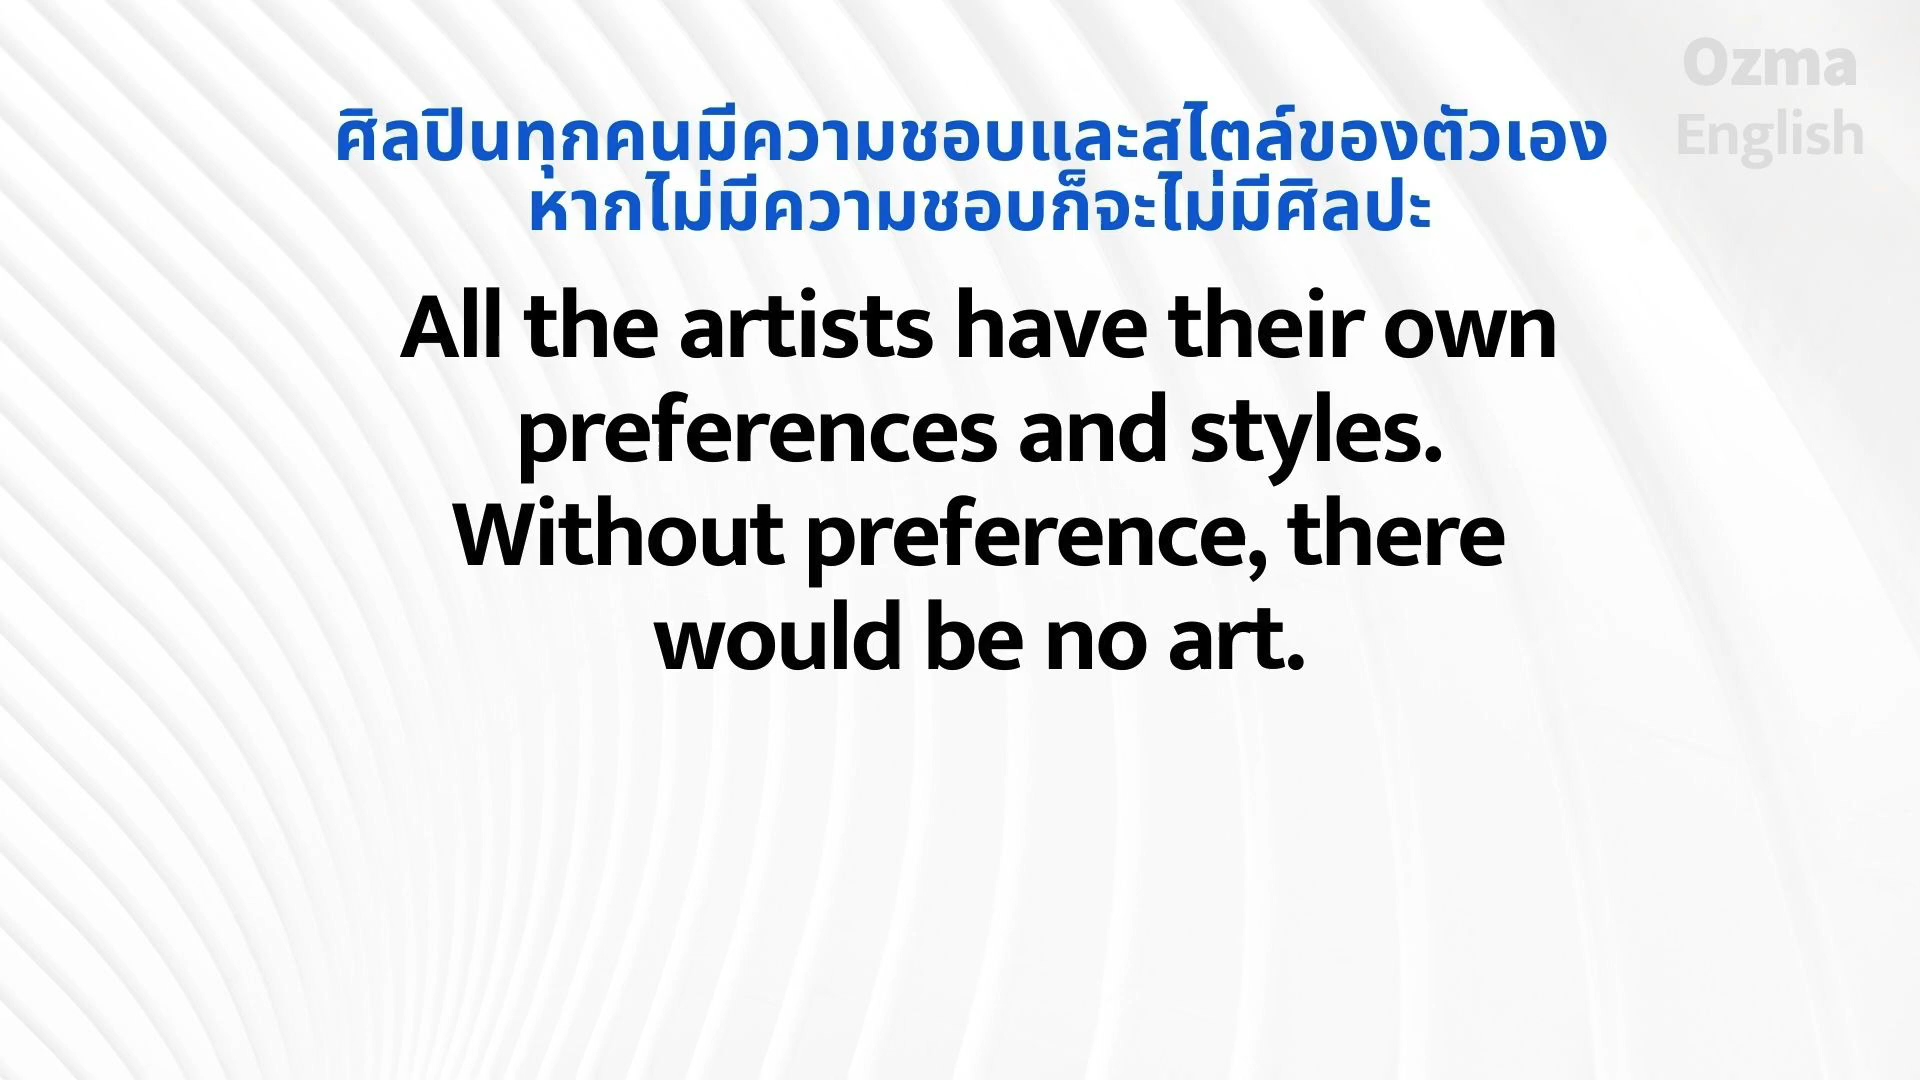 Ozma
English
ศิลปินทุกคนมีความชอบและสไตล์ของตัวเอง
หากไม่มีความชอบก็จะไม่มีศิลปะ
All the artists have their own
preferences and styles.
Without preference, there
would be no art.